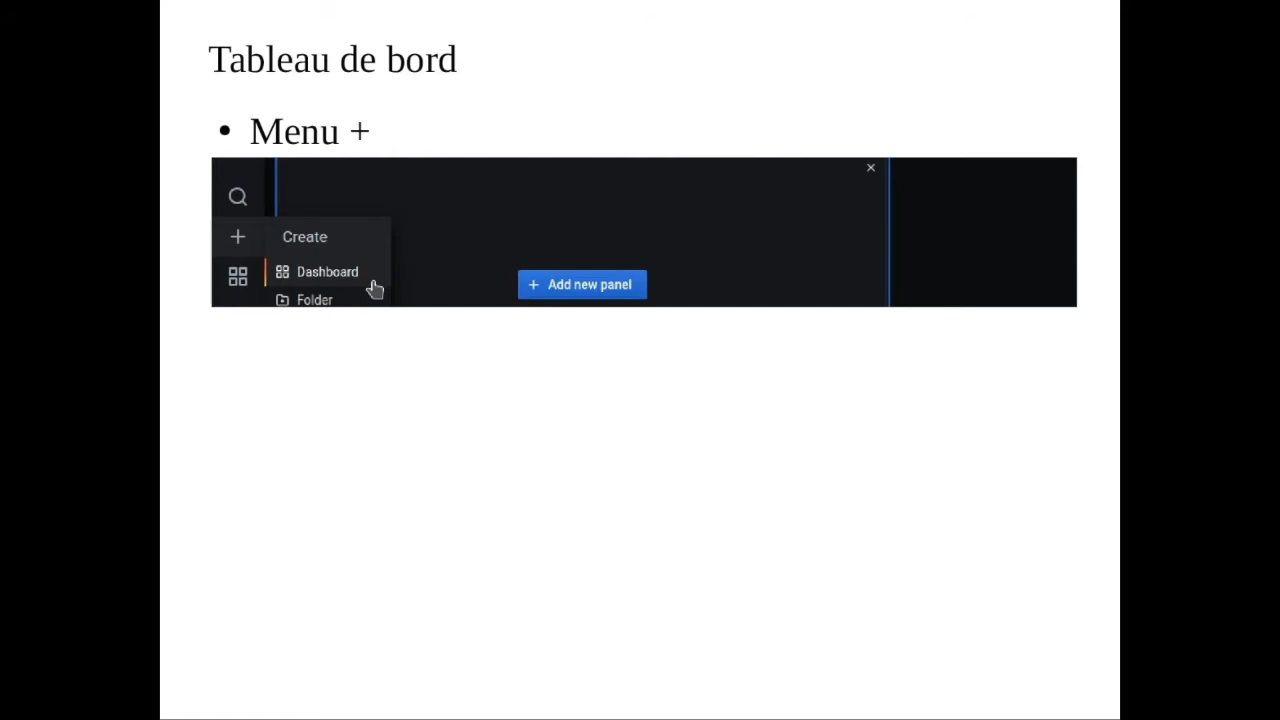 Tableau de bord
• Menu +
Create
Dashboard
+ Add new panel
Folder